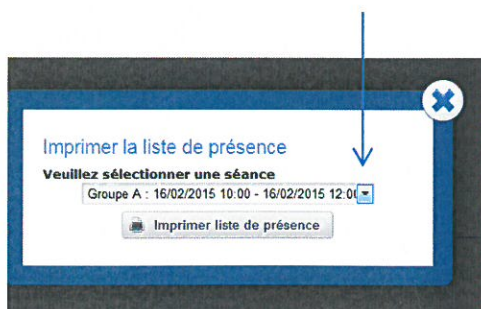 Imprimer la liste de présence
Veuillez sélectionner une séance
Groupe A : 16/02/2015 10:00 - 16/02/2015 12:0
Imprimer liste de présence